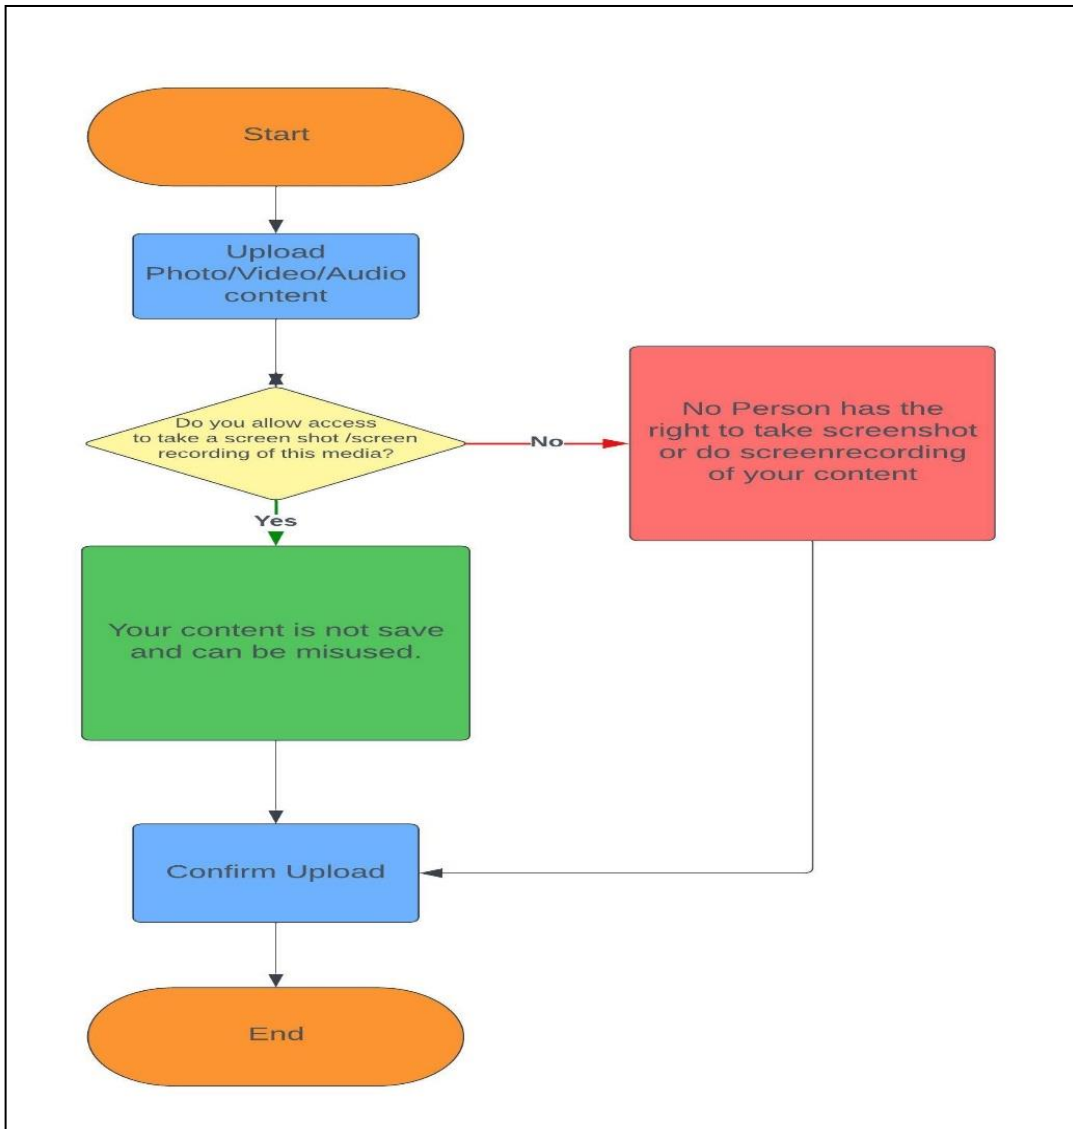 Start
Upload
Photo/Video/Audio
content
Do you allow access
to take a screen shot /screen
recording of this media?
No
No Person has the
right to take screenshot
or do screenrecording
of your content
Yes
Your content is not save
and can be misused.
Confirm Upload
End